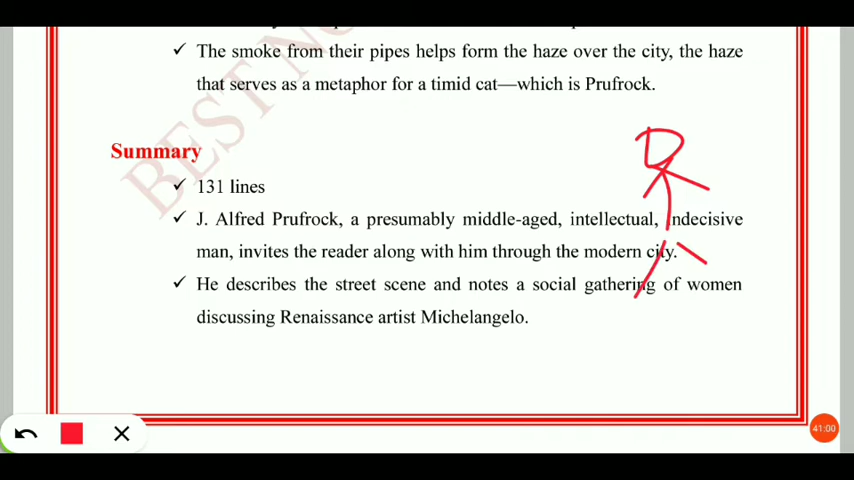 ✓ The smoke from their pipes helps form the haze over the city, the haze
that serves as a metaphor for a timid cat—which is Prufrock.
Summary
✓ 131 lines
✓ J. Alfred Prufrock, a presumably middle-aged, intellectual, indecisive
man, invites the reader along with him through the modern city.
✓ He describes the street scene and notes a social gathering of women
discussing Renaissance artist Michelangelo.
BEST NO
41:00